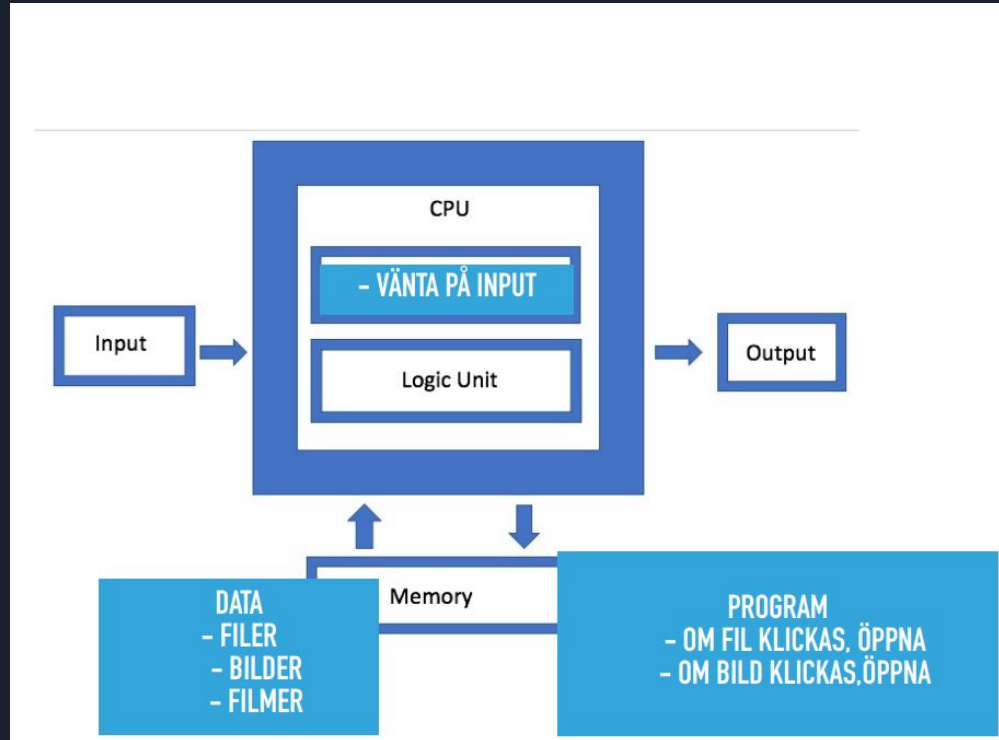 CPU
- VÄNTA PÅ INPUT
Input
Logic Unit
Output
Memory
DATA
- FILER
- BILDER
- FILMER
PROGRAM
- OM FIL KLICKAS, ÖPPNA
- OM BILD KLICKAS,ÖPPNA